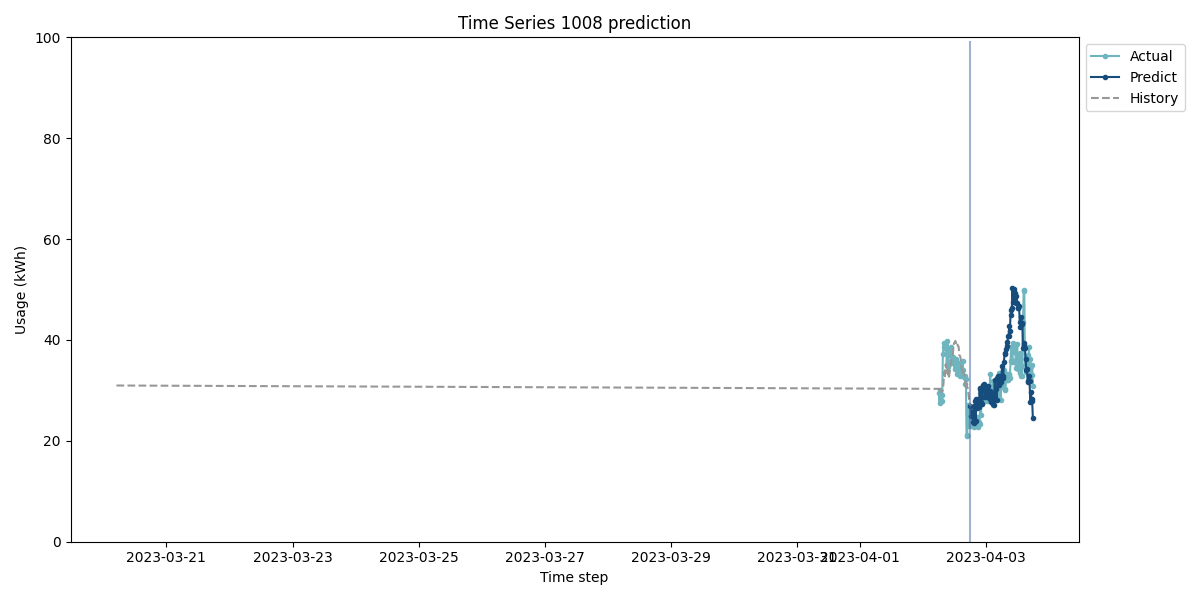 Time Series 1008 prediction
100
80
60
40
20
0
Usage (kWh)
2023-03-21
2023-03-23
2023-03-25
2023-03-27
2023-03-29
2023-03-31
2023-04-01
2023-04-03
Time step
Actual
Predict
History